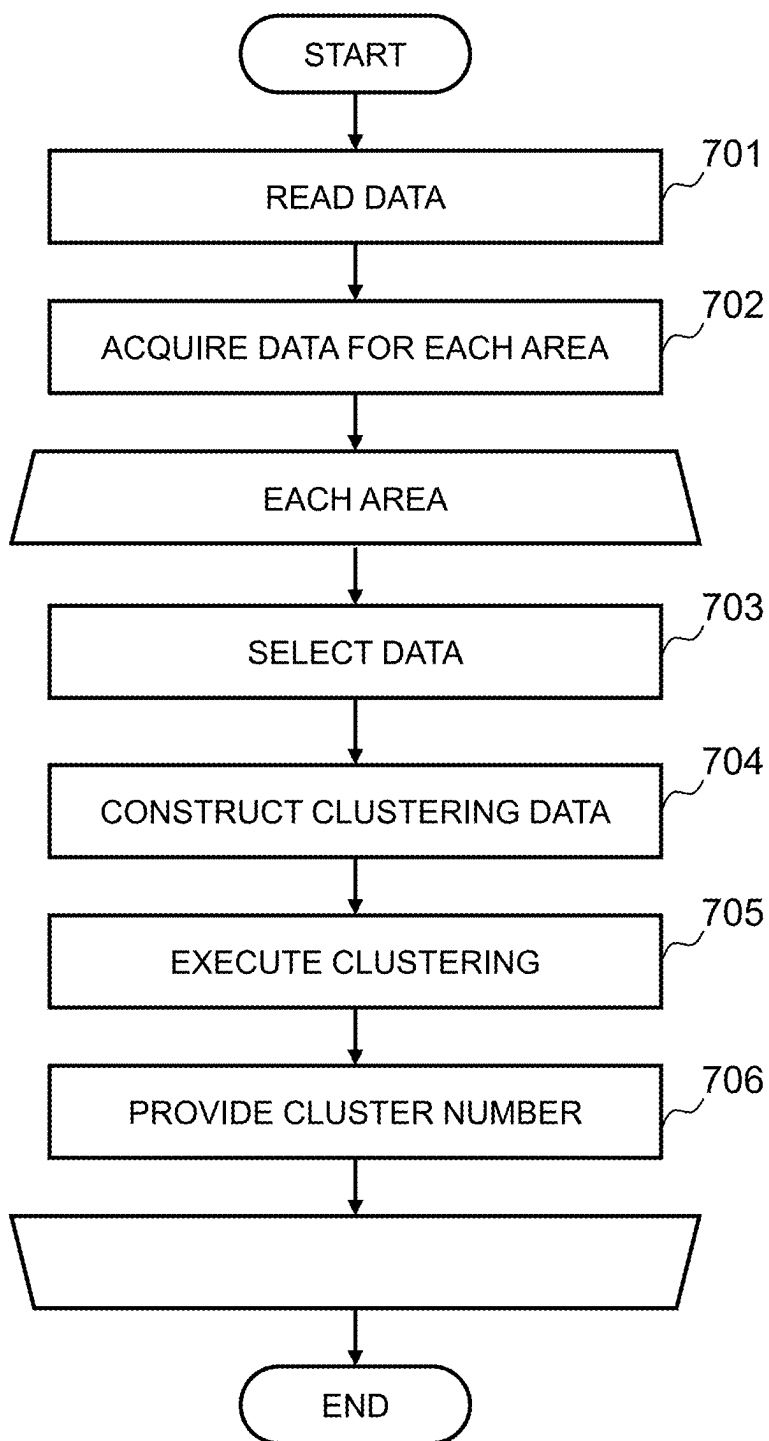 START
701
READ DATA
702
ACQUIRE DATA FOR EACH AREA
EACH AREA
703
SELECT DATA
704
CONSTRUCT CLUSTERING DATA
705
EXECUTE CLUSTERING
706
PROVIDE CLUSTER NUMBER
END